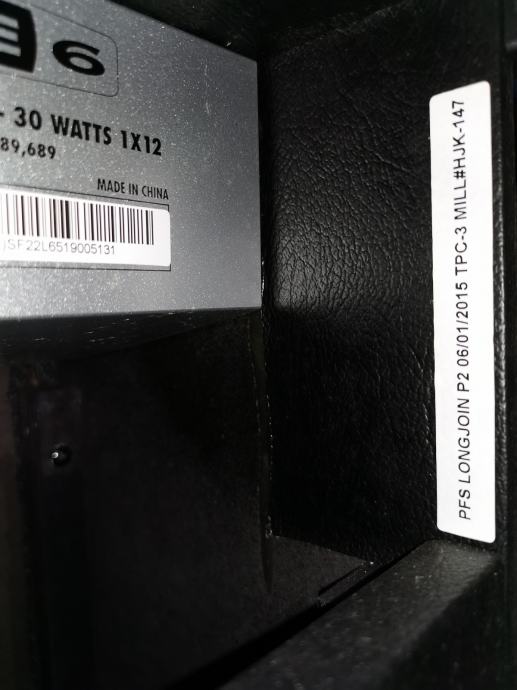 6
- 30 WATTS 1X12
89,689
MADE IN CHINA
SF22L6519005131
PFS LONGJOIN P2 06/01/2015 TPC-3 MILL#HJK-147